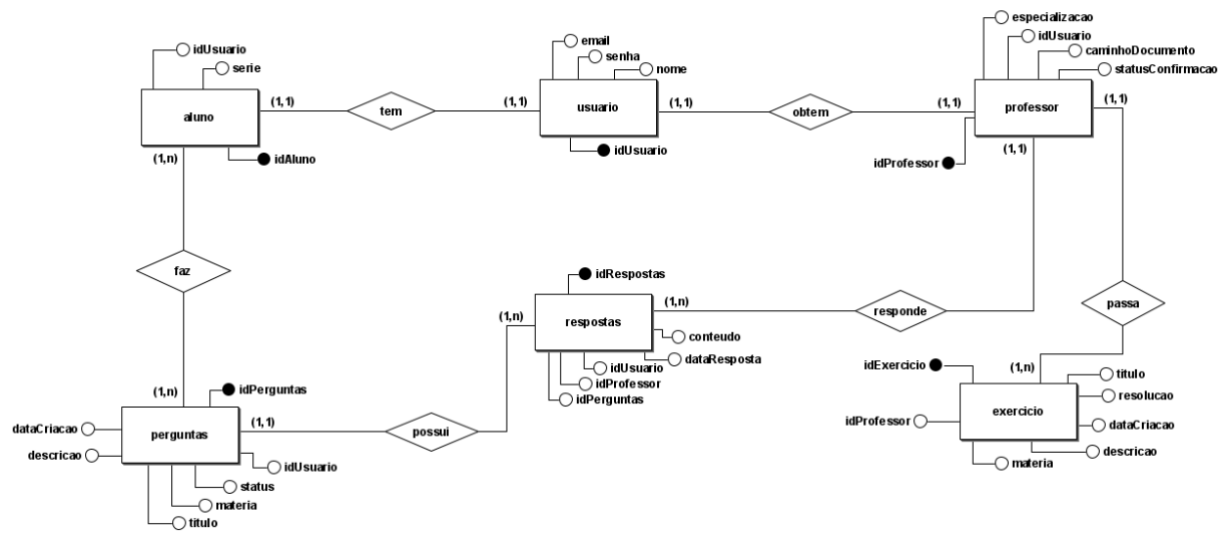 especializacao
idUsuario
caminhoDocumento
statusConfirmacao
professor
(1,1)
(1,1)
(1,1)
idProfessor
email
senha
nome
usuario
(1,1)
(1,1)
idUsuario
obtem
idUsuario
serie
aluno
(1,1)
(1,n)
idAluno
tem
faz
(1,n)
idPerguntas
dataCriacao
descricao
perguntas
(1,1)
idUsuario
status
materia
titulo
possui
idRespostas
(1,n)
respostas
(1,n)
conteudo
dataResposta
idUsuario
idProfessor
idPerguntas
responde
passa
idExercicio
(1,n)
titulo
resolucao
exercicio
idProfessor
dataCriacao
descricao
materia